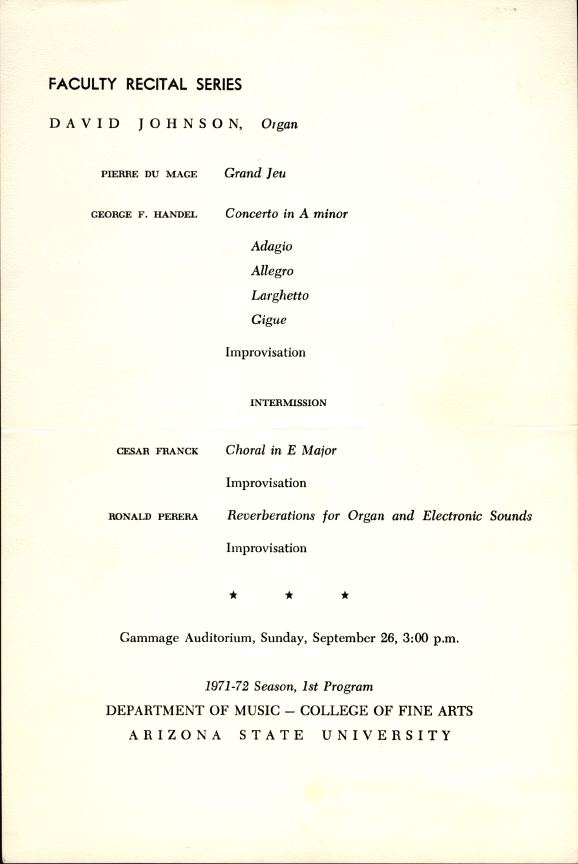 FACULTY RECITAL SERIES
DAVID JOHNSON, Organ
PIERRE DU MAGE Grand Jeu
GEORGE F. HANDEL Concerto in A minor
Adagio
Allegro
Larghetto
Gigue
Improvisation
INTERMISSION
CESAR FRANCK Choral in E Major
Improvisation
RONALD PERERA Reverberations for Organ and Electronic Sounds
Improvisation
★ ★ ★
Gammage Auditorium, Sunday, September 26, 3:00 p.m.
1971-72 Season, 1st Program
DEPARTMENT OF MUSIC — COLLEGE OF FINE ARTS
ARIZONA STATE UNIVERSITY